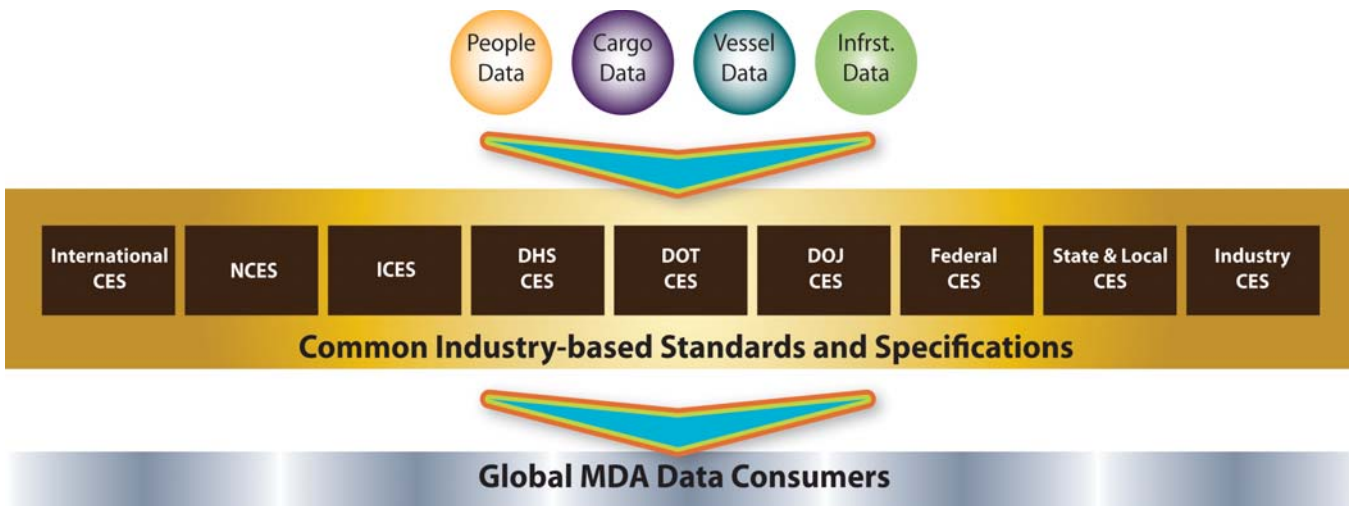 People
Data
Cargo
Data
Vessel
Data
Infrst.
Data
International
CES
NCES
ICES
DHS
CES
DOT
CES
DOJ
CES
Federal
CES
State & Local
CES
Industry
CES
Common Industry-based Standards and Specifications
Global MDA Data Consumers